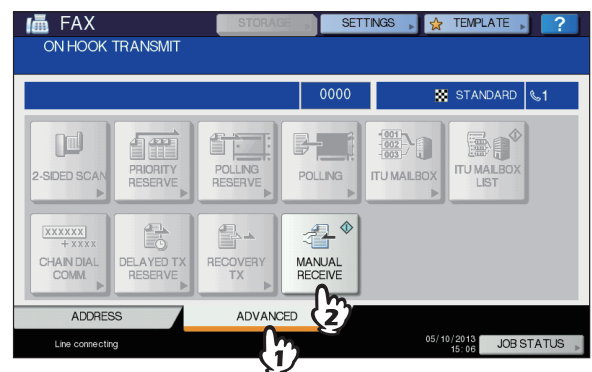 FAX
STORAGE
SETTINGS
TEMPLATE
?
ON HOOK TRANSMIT
0000
STANDARD
1
2-SIDED SCAN
PRIORITY
RESERVE
POLLING
RESERVE
POLLING
001
002
003
ITU MAILBOX
ITU MAILBOX
LIST
XXXXXX
+ XXXX
CHAIN DIAL
COMM.
DELAYED TX
RESERVE
RECOVERY
TX
MANUAL
RECEIVE
2
ADDRESS
ADVANCED
1
Line connecting
05/10/2013
15:06
JOB STATUS